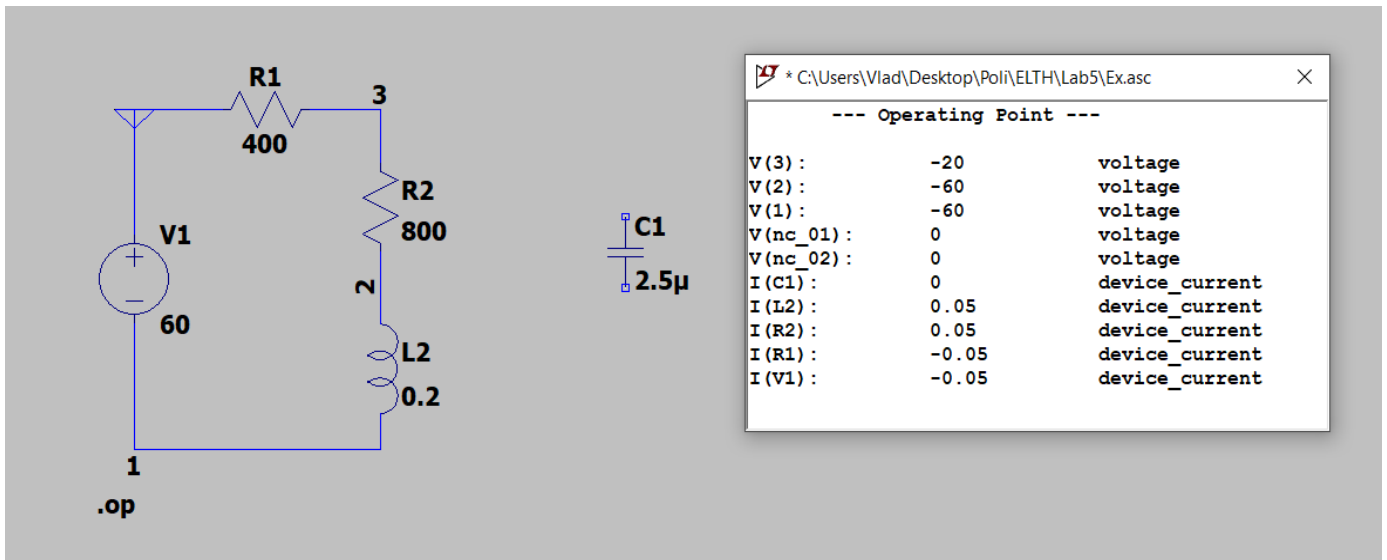 R1
400
3
R2
800
V1
60
2
L2
0.2
1
.op
C1
2.5µ
* C:\Users\Vlad\Desktop\Poli\ELTH\Lab5\Ex.asc
--- Operating Point ---
V(3): -20 voltage
V(2): -60 voltage
V(1): -60 voltage
V(nc_01): 0 voltage
V(nc_02): 0 voltage
I(C1): 0 device_current
I(L2): 0.05 device_current
I(R2): 0.05 device_current
I(R1): -0.05 device_current
I(V1): -0.05 device_current